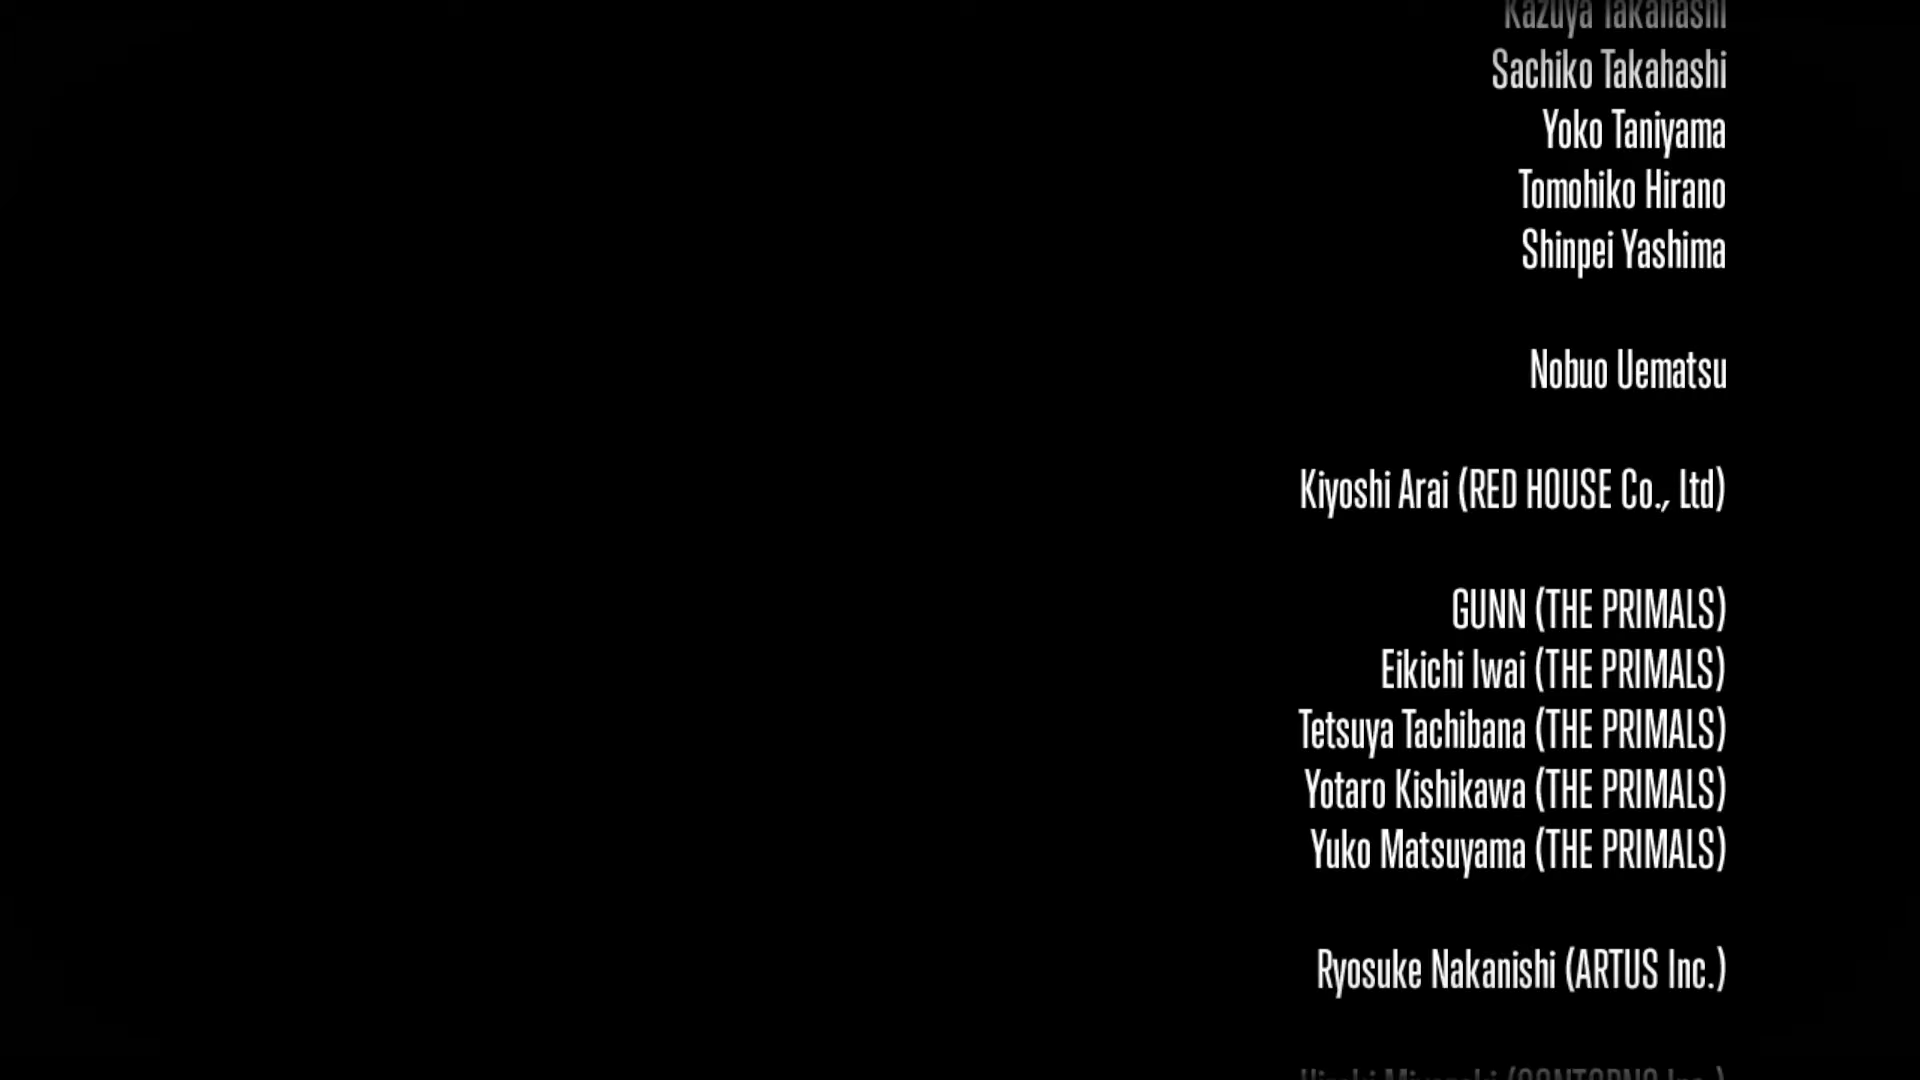 Kazuya Takahashi
Sachiko Takahashi
Yoko Taniyama
Tomohiko Hirano
Shinpei Yashima
Nobuo Uematsu
Kiyoshi Arai (RED HOUSE Co., Ltd)
GUNN (THE PRIMALS)
Eikichi Iwai (THE PRIMALS)
Tetsuya Tachibana (THE PRIMALS)
Yotaro Kishikawa (THE PRIMALS)
Yuko Matsuyama (THE PRIMALS)
Ryosuke Nakanishi (ARTUS Inc.)